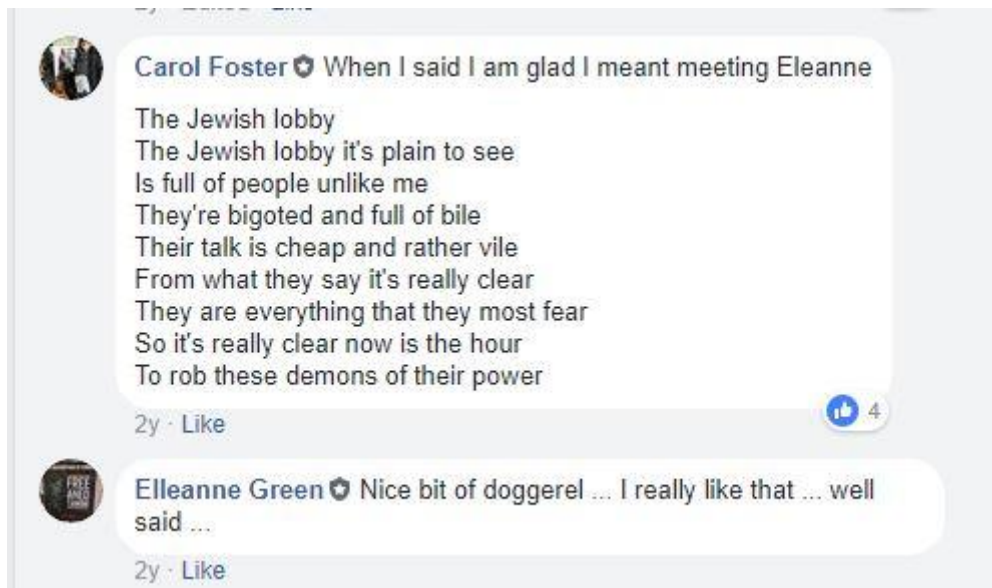 Carol Foster When I said I am glad I meant meeting Eleanne
The Jewish lobby
The Jewish lobby it's plain to see
Is full of people unlike me
They're bigoted and full of bile
Their talk is cheap and rather vile
From what they say it's really clear
They are everything that they most fear
So it's really clear now is the hour
To rob these demons of their power
4
2y · Like
Elleanne Green Nice bit of doggerel ... I really like that ... well
said ...
2y · Like